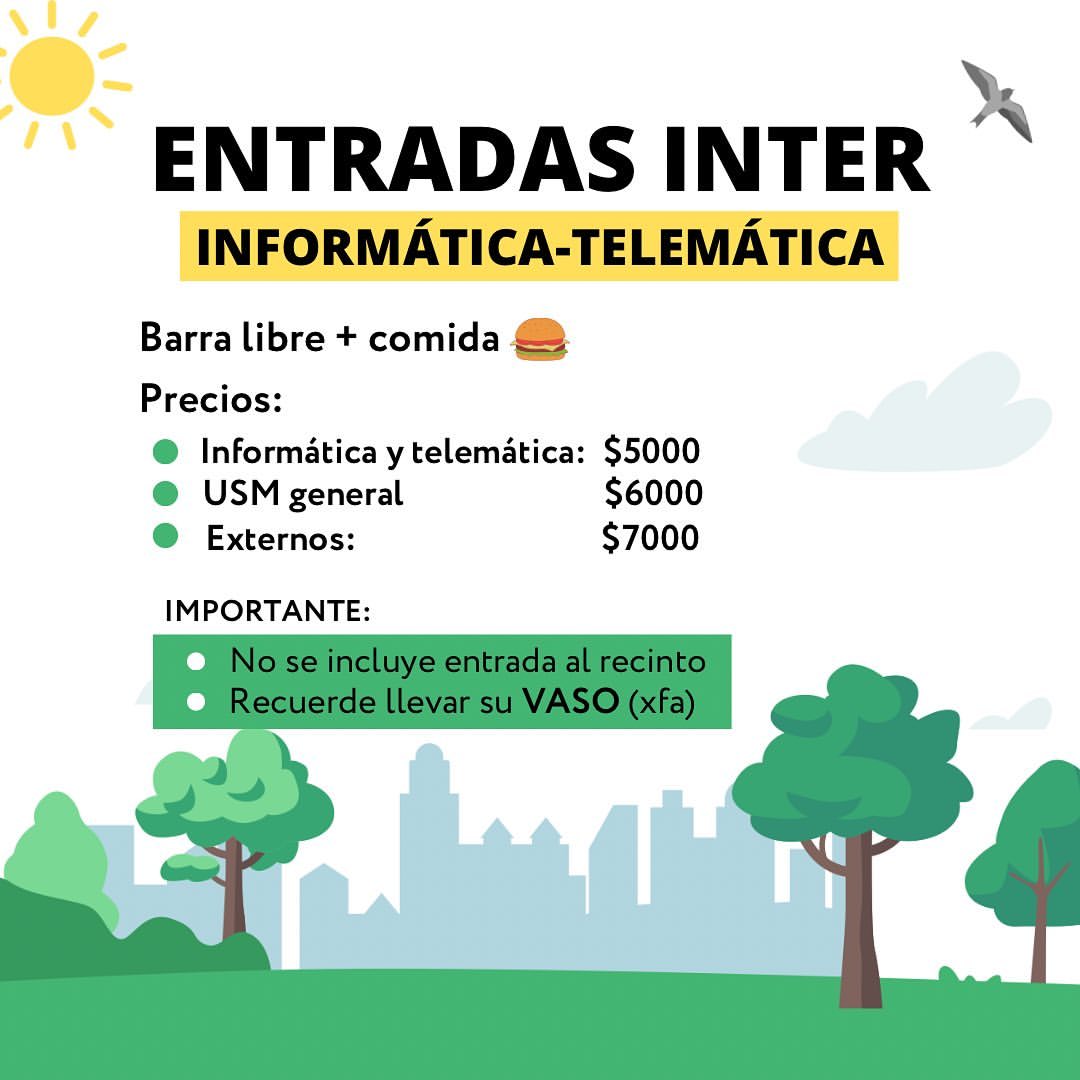 ENTRADAS INTER
INFORMÁTICA-TELEMÁTICA
Barra libre + comida
Precios:
Informática y telemática: $5000
USM general $6000
Externos: $7000
IMPORTANTE:
No se incluye entrada al recinto
Recuerde llevar su VASO (xfa)